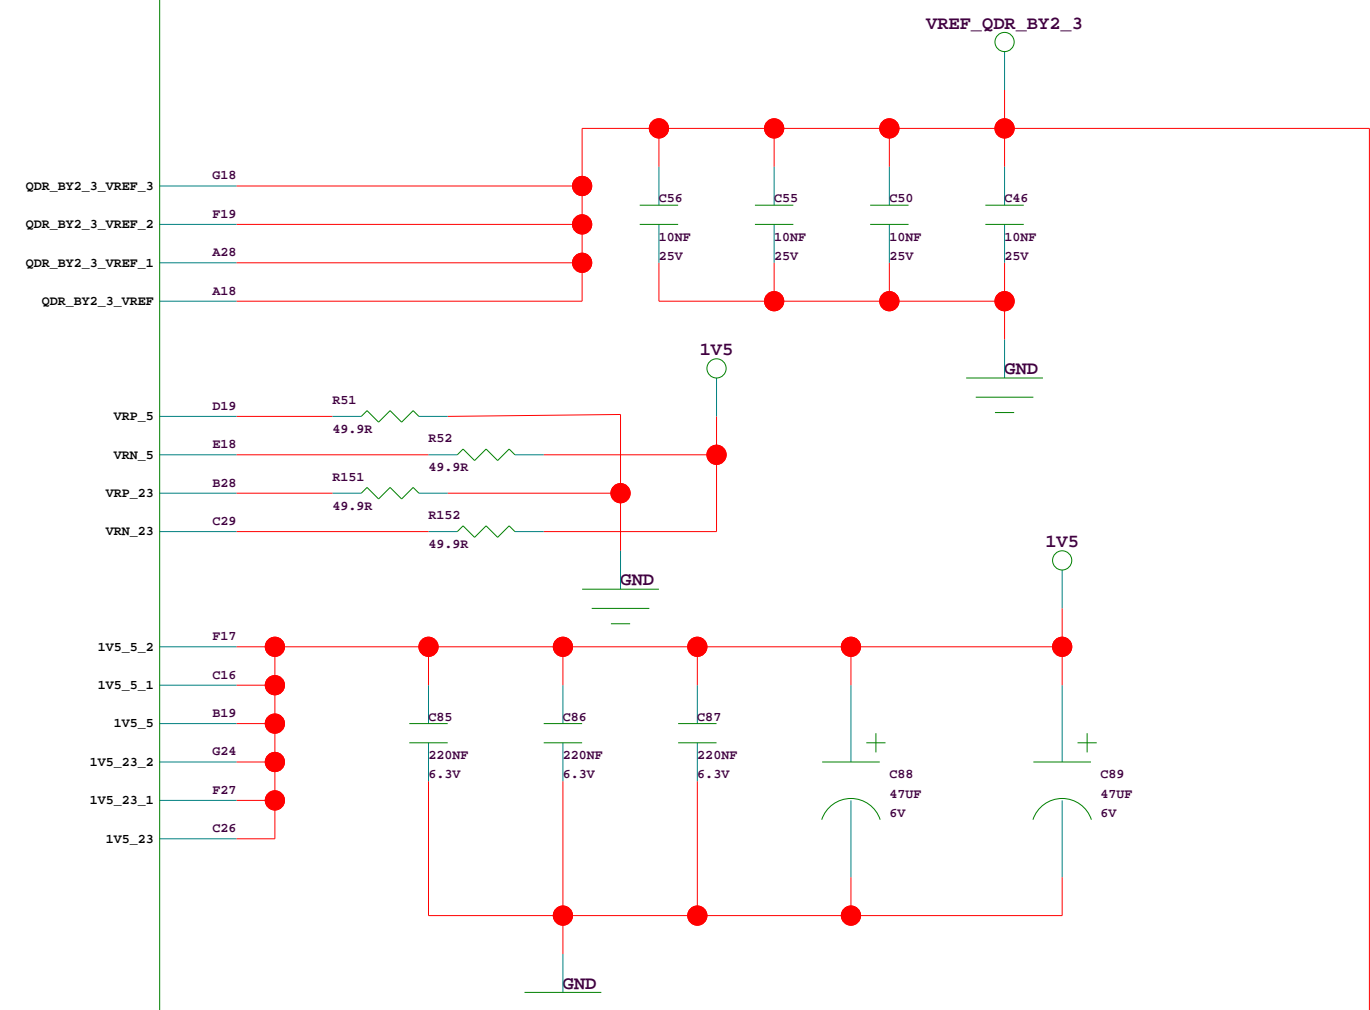 VREF_QDR_BY2_3
QDR_BY2_3_VREF_3 G18
QDR_BY2_3_VREF_2 F19
QDR_BY2_3_VREF_1 A28
QDR_BY2_3_VREF A18
C56 C55 C50 C46
10NF 10NF 10NF 10NF
25V 25V 25V 25V
GND
1V5
VRP_5 D19 R51
49.9R
VRN_5 E18 R52
49.9R
VRP_23 B28 R151
49.9R
VRN_23 C29 R152
49.9R
GND
1V5
1V5_5_2 F17
1V5_5_1 C16
1V5_5 B19
1V5_23_2 G24
1V5_23_1 F27
1V5_23 C26
C85 C86 C87
220NF 220NF 220NF
6.3V 6.3V 6.3V
C88 C89
47UF 47UF
6V 6V
GND